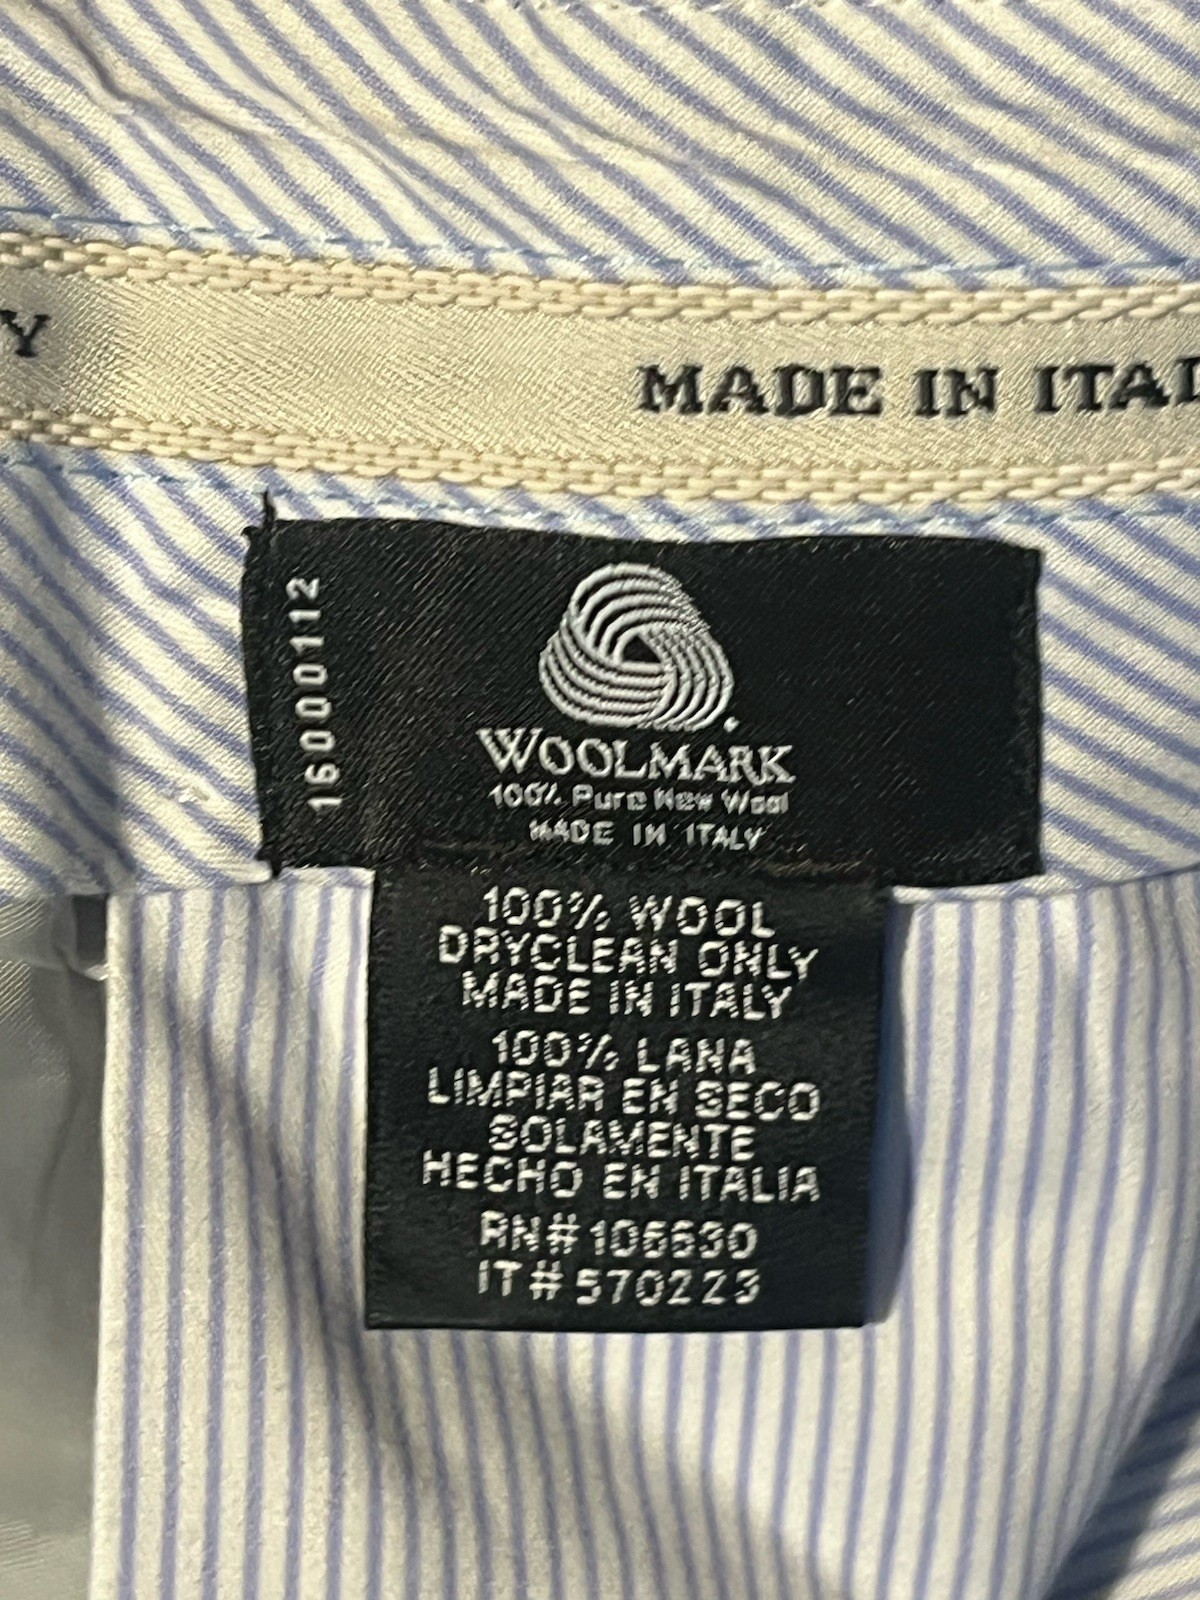 Y
MADE IN ITAL
16000112
WOOLMARK
100% Pure New Wool
MADE IN ITALY
100% WOOL
DRYCLEAN ONLY
MADE IN ITALY
100% LANA
LIMPIAR EN SECO
SOLAMENTE
HECHO EN ITALIA
RN# 106630
IT# 570223